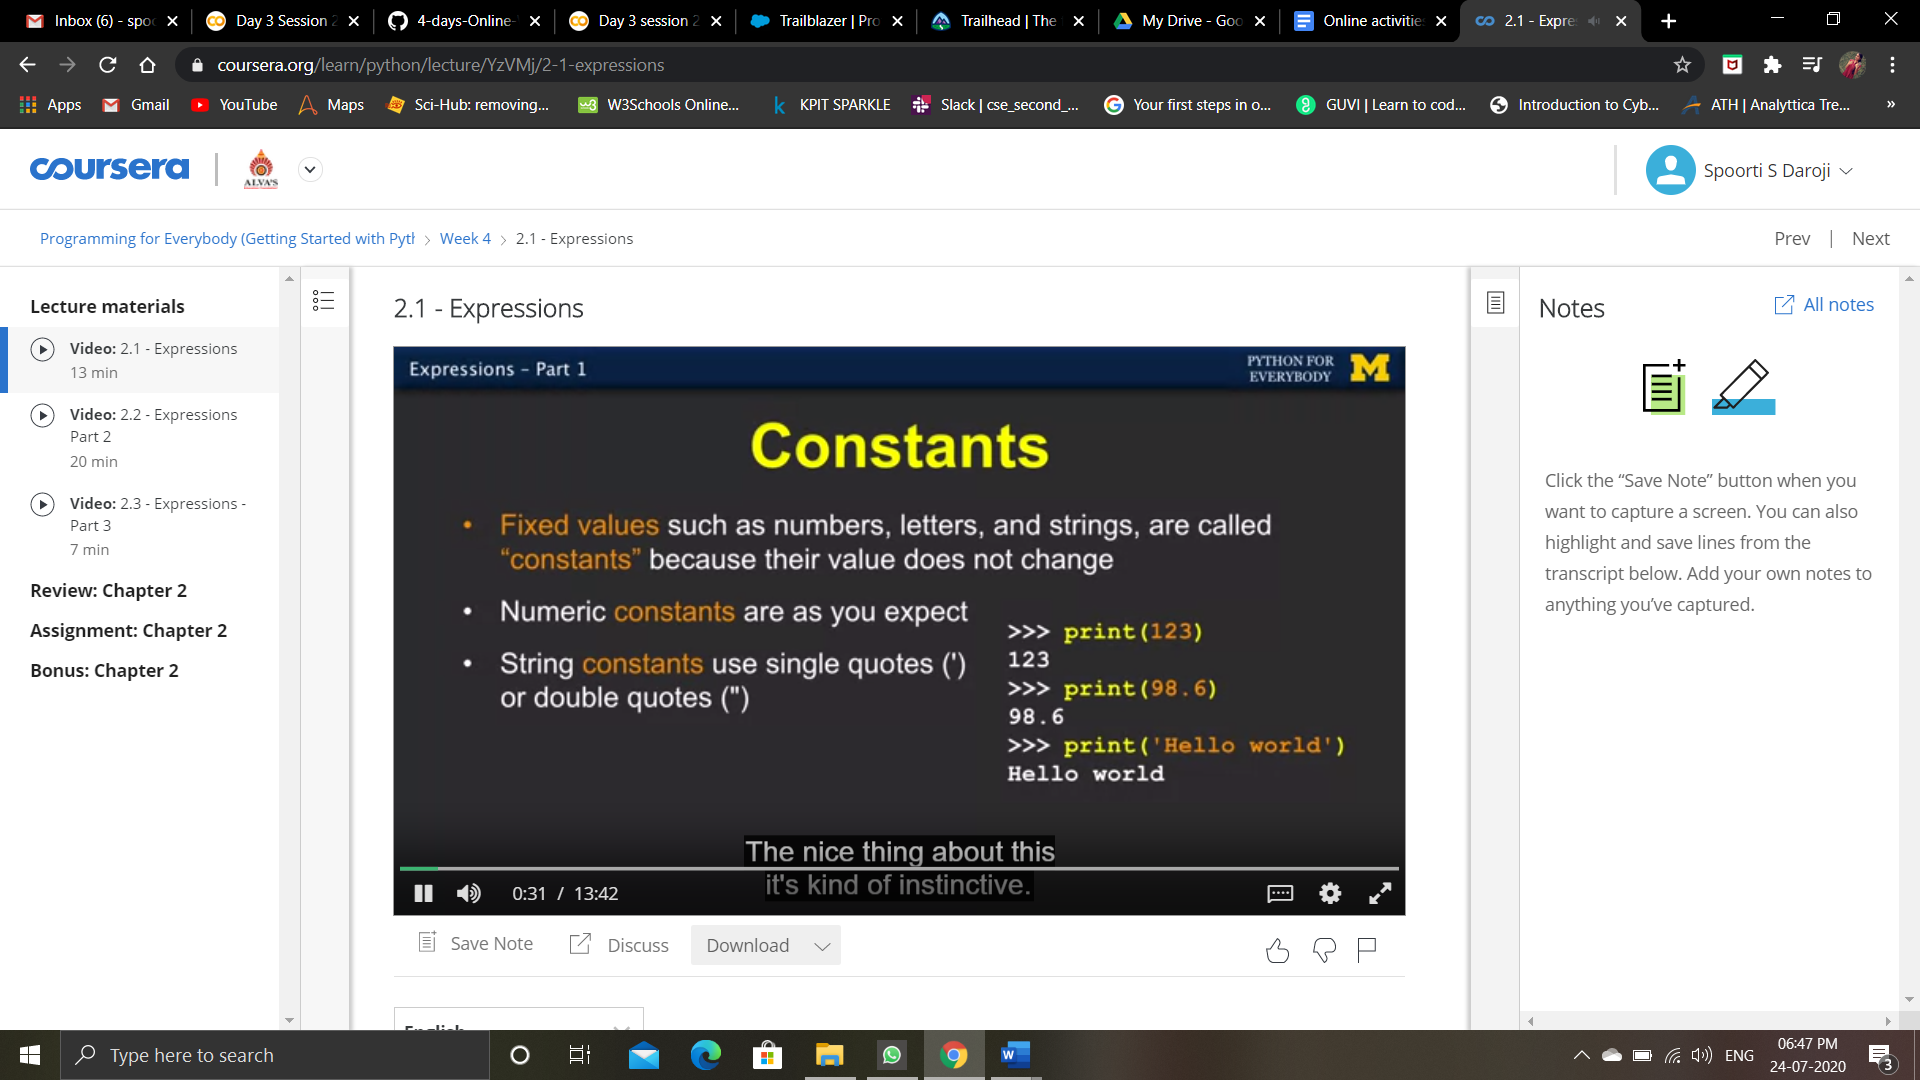 Inbox (6) - spoo
Day 3 Session 2
4-days-Online-
Day 3 session 2
Trailblazer | Pro
Trailhead | The
My Drive - Goo
Online activitie
2.1 - Expre
coursera.org/learn/python/lecture/YzVMj/2-1-expressions
Apps
Gmail
YouTube
Maps
Sci-Hub: removing...
W3Schools Online...
KPIT SPARKLE
Slack | cse_second_...
Your first steps in o...
GUVI | Learn to cod...
Introduction to Cyb...
ATH | Analyttica Tre...
»
coursera
ALVA'S
Spoorti S Daroji
Programming for Everybody (Getting Started with Pyth
Week 4
2.1 - Expressions
Prev | Next
Lecture materials
Video: 2.1 - Expressions
13 min
Video: 2.2 - Expressions
Part 2
20 min
Video: 2.3 - Expressions -
Part 3
7 min
Review: Chapter 2
Assignment: Chapter 2
Bonus: Chapter 2
2.1 - Expressions
Expressions - Part 1
PYTHON FOR
EVERYBODY
M
Constants
• Fixed values such as numbers, letters, and strings, are called
“constants” because their value does not change
• Numeric constants are as you expect
• String constants use single quotes (')
or double quotes (")
>>> print(123)
123
>>> print(98.6)
98.6
>>> print('Hello world')
Hello world
The nice thing about this
it's kind of instinctive.
0:31 / 13:42
Save Note
Discuss
Download
English
Notes
All notes
Click the “Save Note” button when you
want to capture a screen. You can also
highlight and save lines from the
transcript below. Add your own notes to
anything you’ve captured.
Type here to search
W
ENG
06:47 PM
24-07-2020
3